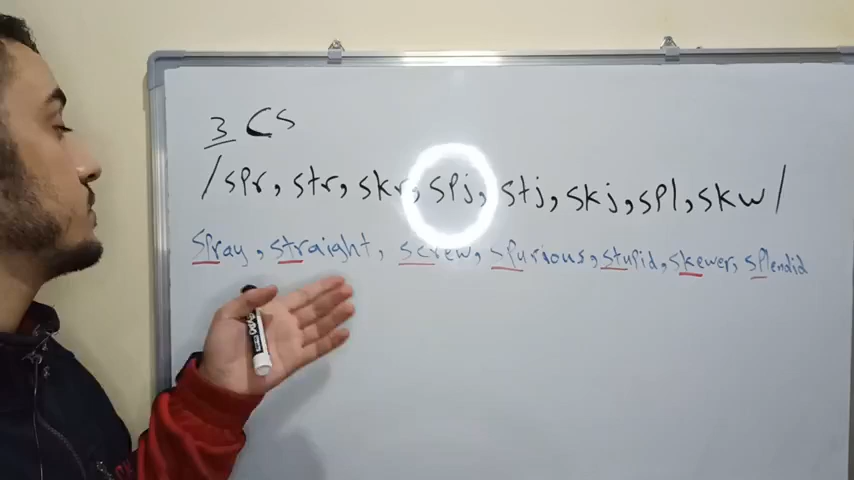 3 Cs
/spr, str, skr, spj, stj, skj, spl, skw/
spray, straight, screw, spurious, stupid, skewer, splendid